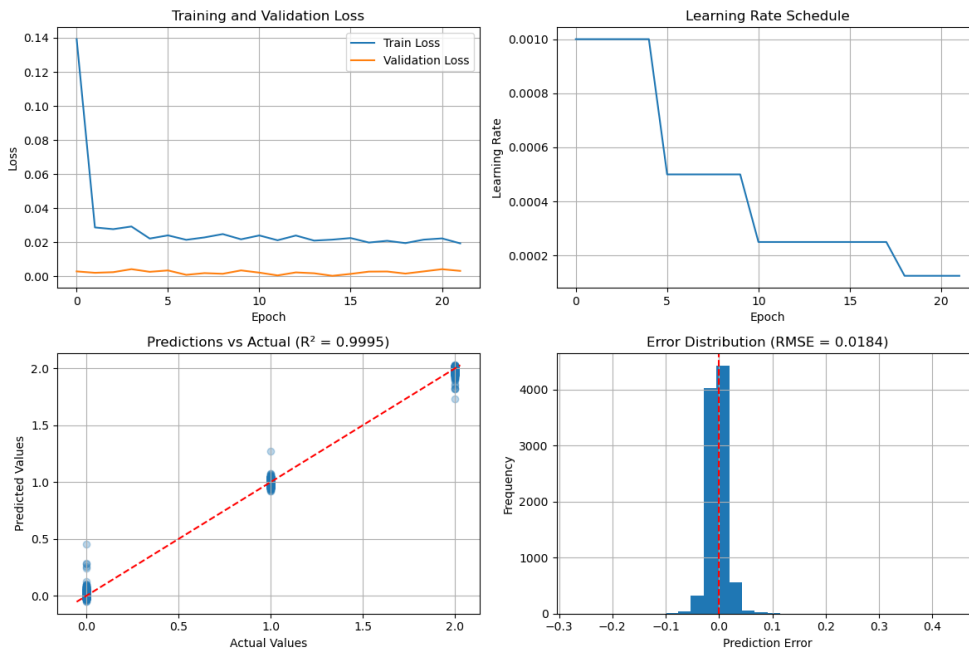 Training and Validation Loss
Loss
0.14
0.12
0.10
0.08
0.06
0.04
0.02
0.00
Train Loss
Validation Loss
0 5 10 15 20
Epoch
Learning Rate Schedule
Learning Rate
0.0010
0.0008
0.0006
0.0004
0.0002
0 5 10 15 20
Epoch
Predictions vs Actual (R² = 0.9995)
Predicted Values
2.0
1.5
1.0
0.5
0.0
0.0 0.5 1.0 1.5 2.0
Actual Values
Error Distribution (RMSE = 0.0184)
Frequency
4000
3000
2000
1000
0
−0.3 −0.2 −0.1 0.0 0.1 0.2 0.3 0.4
Prediction Error